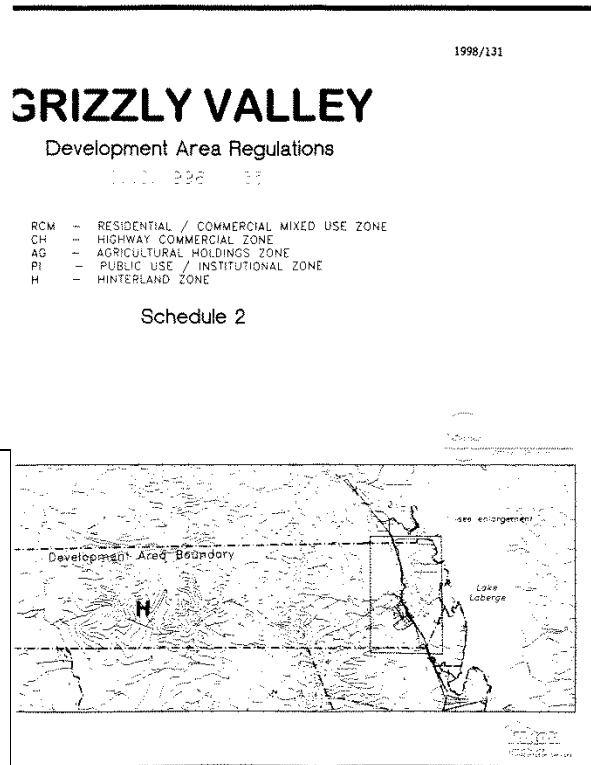 1998/131
GRIZZLY VALLEY
Development Area Regulations
RCM – RESIDENTIAL / COMMERCIAL MIXED USE ZONE
CH – HIGHWAY COMMERCIAL ZONE
AG – AGRICULTURAL HOLDINGS ZONE
PI – PUBLIC USE / INSTITUTIONAL ZONE
H – HINTERLAND ZONE
Schedule 2
see enlargement
Development Area Boundary
Lake
Laberge
H